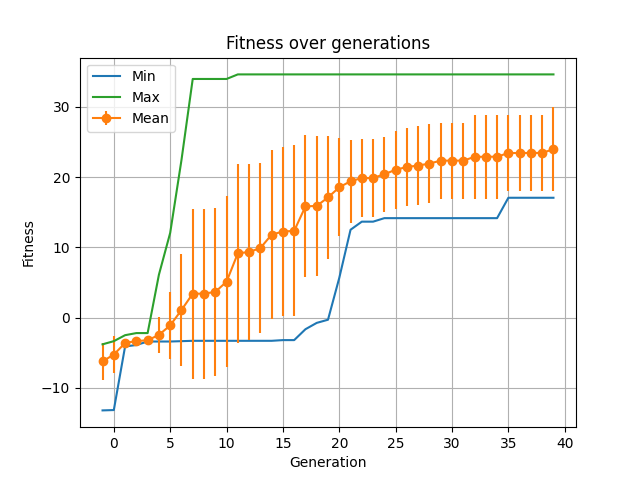 Fitness over generations
Min
Max
Mean
Fitness
30
20
10
0
−10
0 5 10 15 20 25 30 35 40
Generation